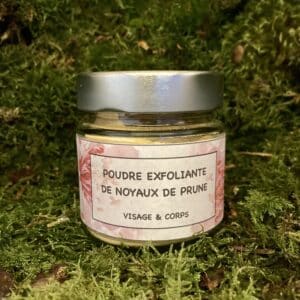 POUDRE EXFOLIANTE
DE NOYAUX DE PRUNE
VISAGE & CORPS